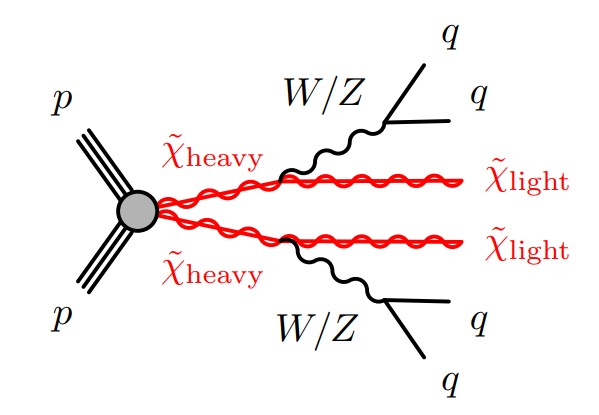 q
W/Z
q
p
χ̃heavy
χ̃light
χ̃light
χ̃heavy
p
W/Z
q
q